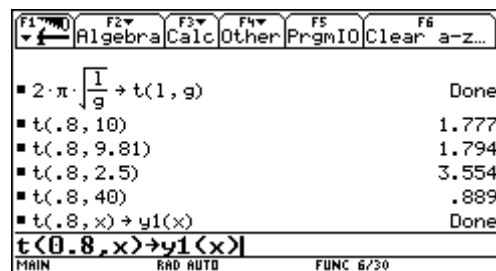 F1 F2 F3 F4 F5 F6
Algebra Calc Other PrgmIO Clear a-z…
▪ 2·π·√(l/g) → t(l, g) Done
▪ t(.8, 10) 1.777
▪ t(.8, 9.81) 1.794
▪ t(.8, 2.5) 3.554
▪ t(.8, 40) .889
▪ t(.8, x) → y1(x) Done
t(0.8,x)→y1(x)
MAIN RAD AUTO FUNC 6/30